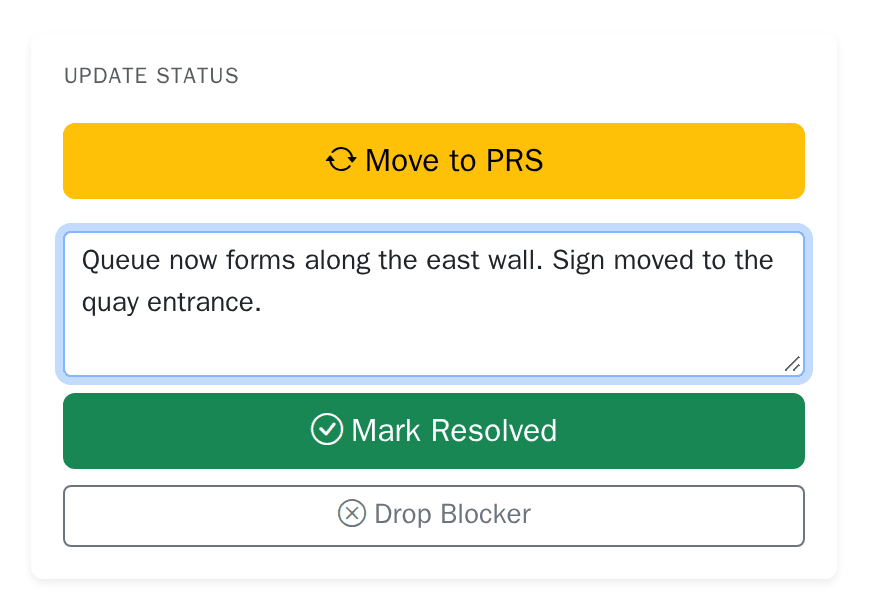 UPDATE STATUS
Move to PRS
Queue now forms along the east wall. Sign moved to the
quay entrance.
Mark Resolved
Drop Blocker